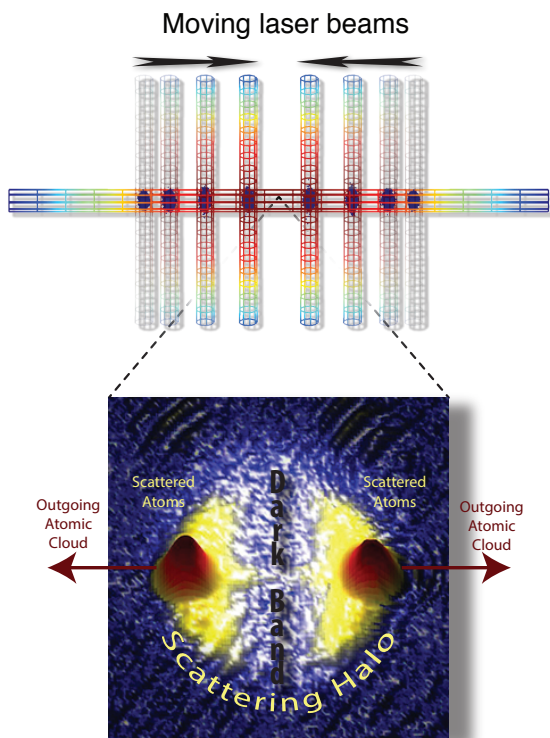 Moving laser beams
Scattered
Atoms
Scattered
Atoms
Outgoing
Atomic
Cloud
Outgoing
Atomic
Cloud
Dark Band
Scattering Halo